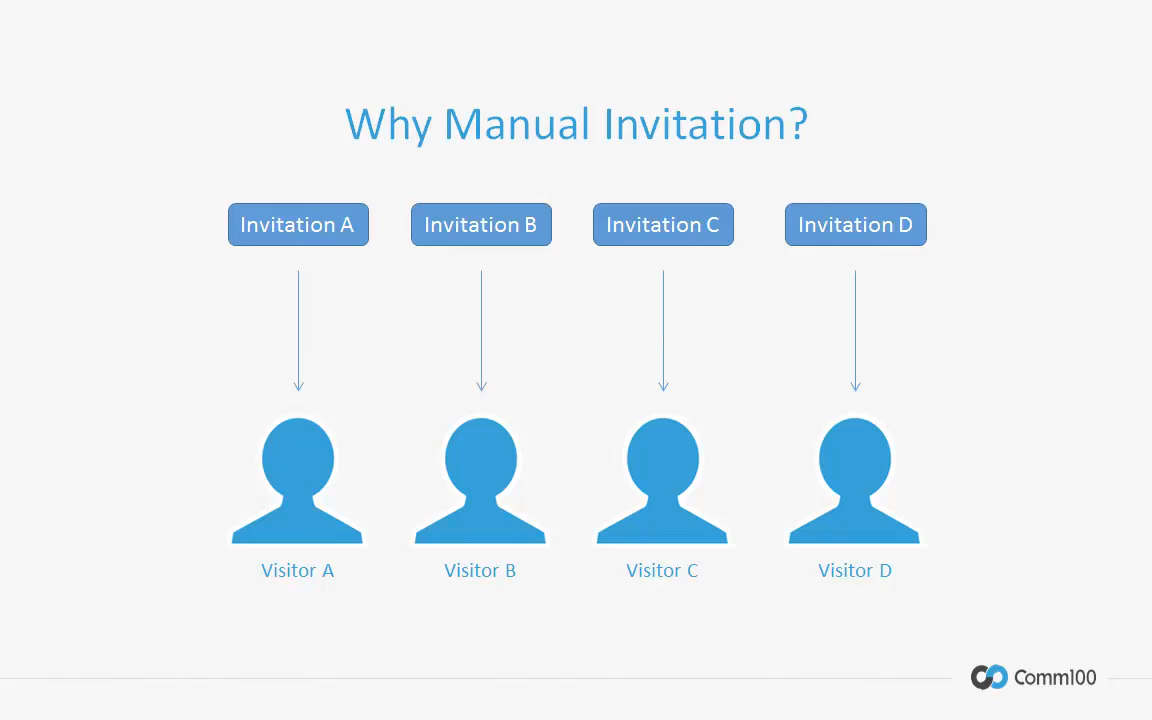 Why Manual Invitation?
Invitation A
Invitation B
Invitation C
Invitation D
Visitor A
Visitor B
Visitor C
Visitor D
Comm100